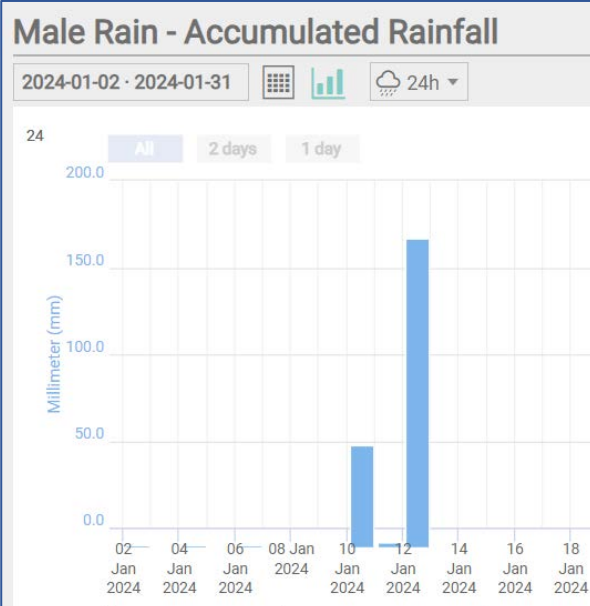 Male Rain - Accumulated Rainfall
2024-01-02 · 2024-01-31
24h
24
All
2 days
1 day
200.0
150.0
100.0
50.0
0.0
Millimeter (mm)
02 Jan 2024
04 Jan 2024
06 Jan 2024
08 Jan 2024
10 Jan 2024
12 Jan 2024
14 Jan 2024
16 Jan 2024
18 Jan 2024